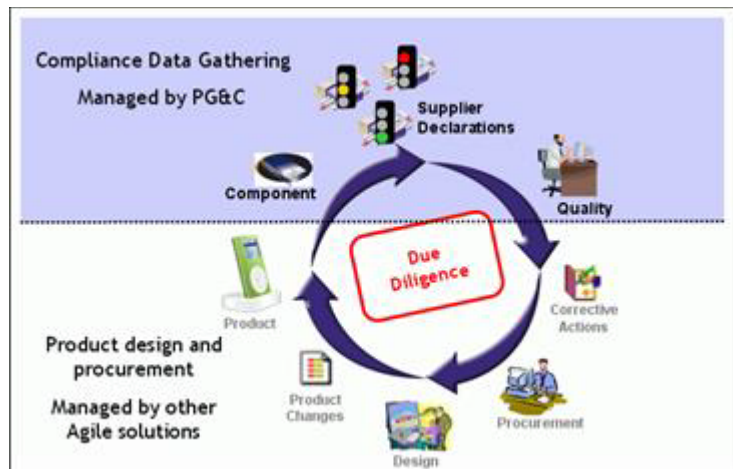 Compliance Data Gathering
Managed by PG&C
Supplier
Declarations
Component
Quality
Due
Diligence
Product
Corrective
Actions
Product design and
procurement
Product
Changes
Managed by other
Agile solutions
Procurement
Design